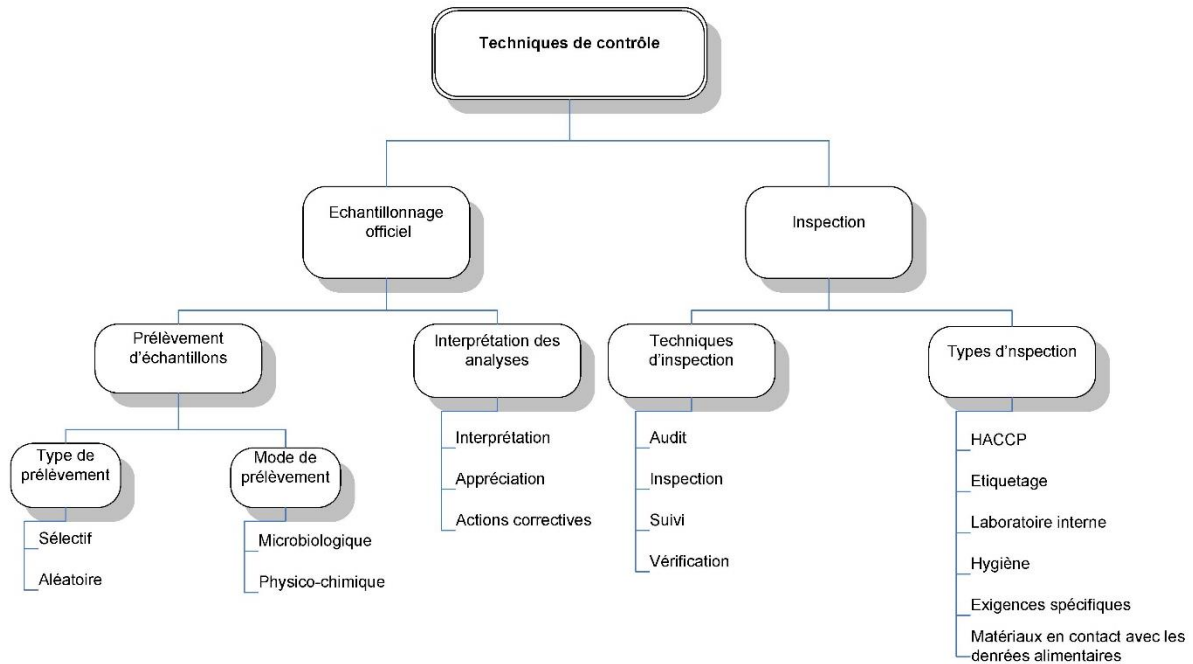 Techniques de contrôle
Echantillonnage
officiel
Inspection
Prélèvement
d'échantillons
Interprétation des
analyses
Techniques
d'inspection
Types d'nspection
Type de
prélèvement
Mode de
prélèvement
Sélectif
Aléatoire
Microbiologique
Physico-chimique
Interprétation
Appréciation
Actions correctives
Audit
Inspection
Suivi
Vérification
HACCP
Etiquetage
Laboratoire interne
Hygiène
Exigences spécifiques
Matériaux en contact avec les
denrées alimentaires